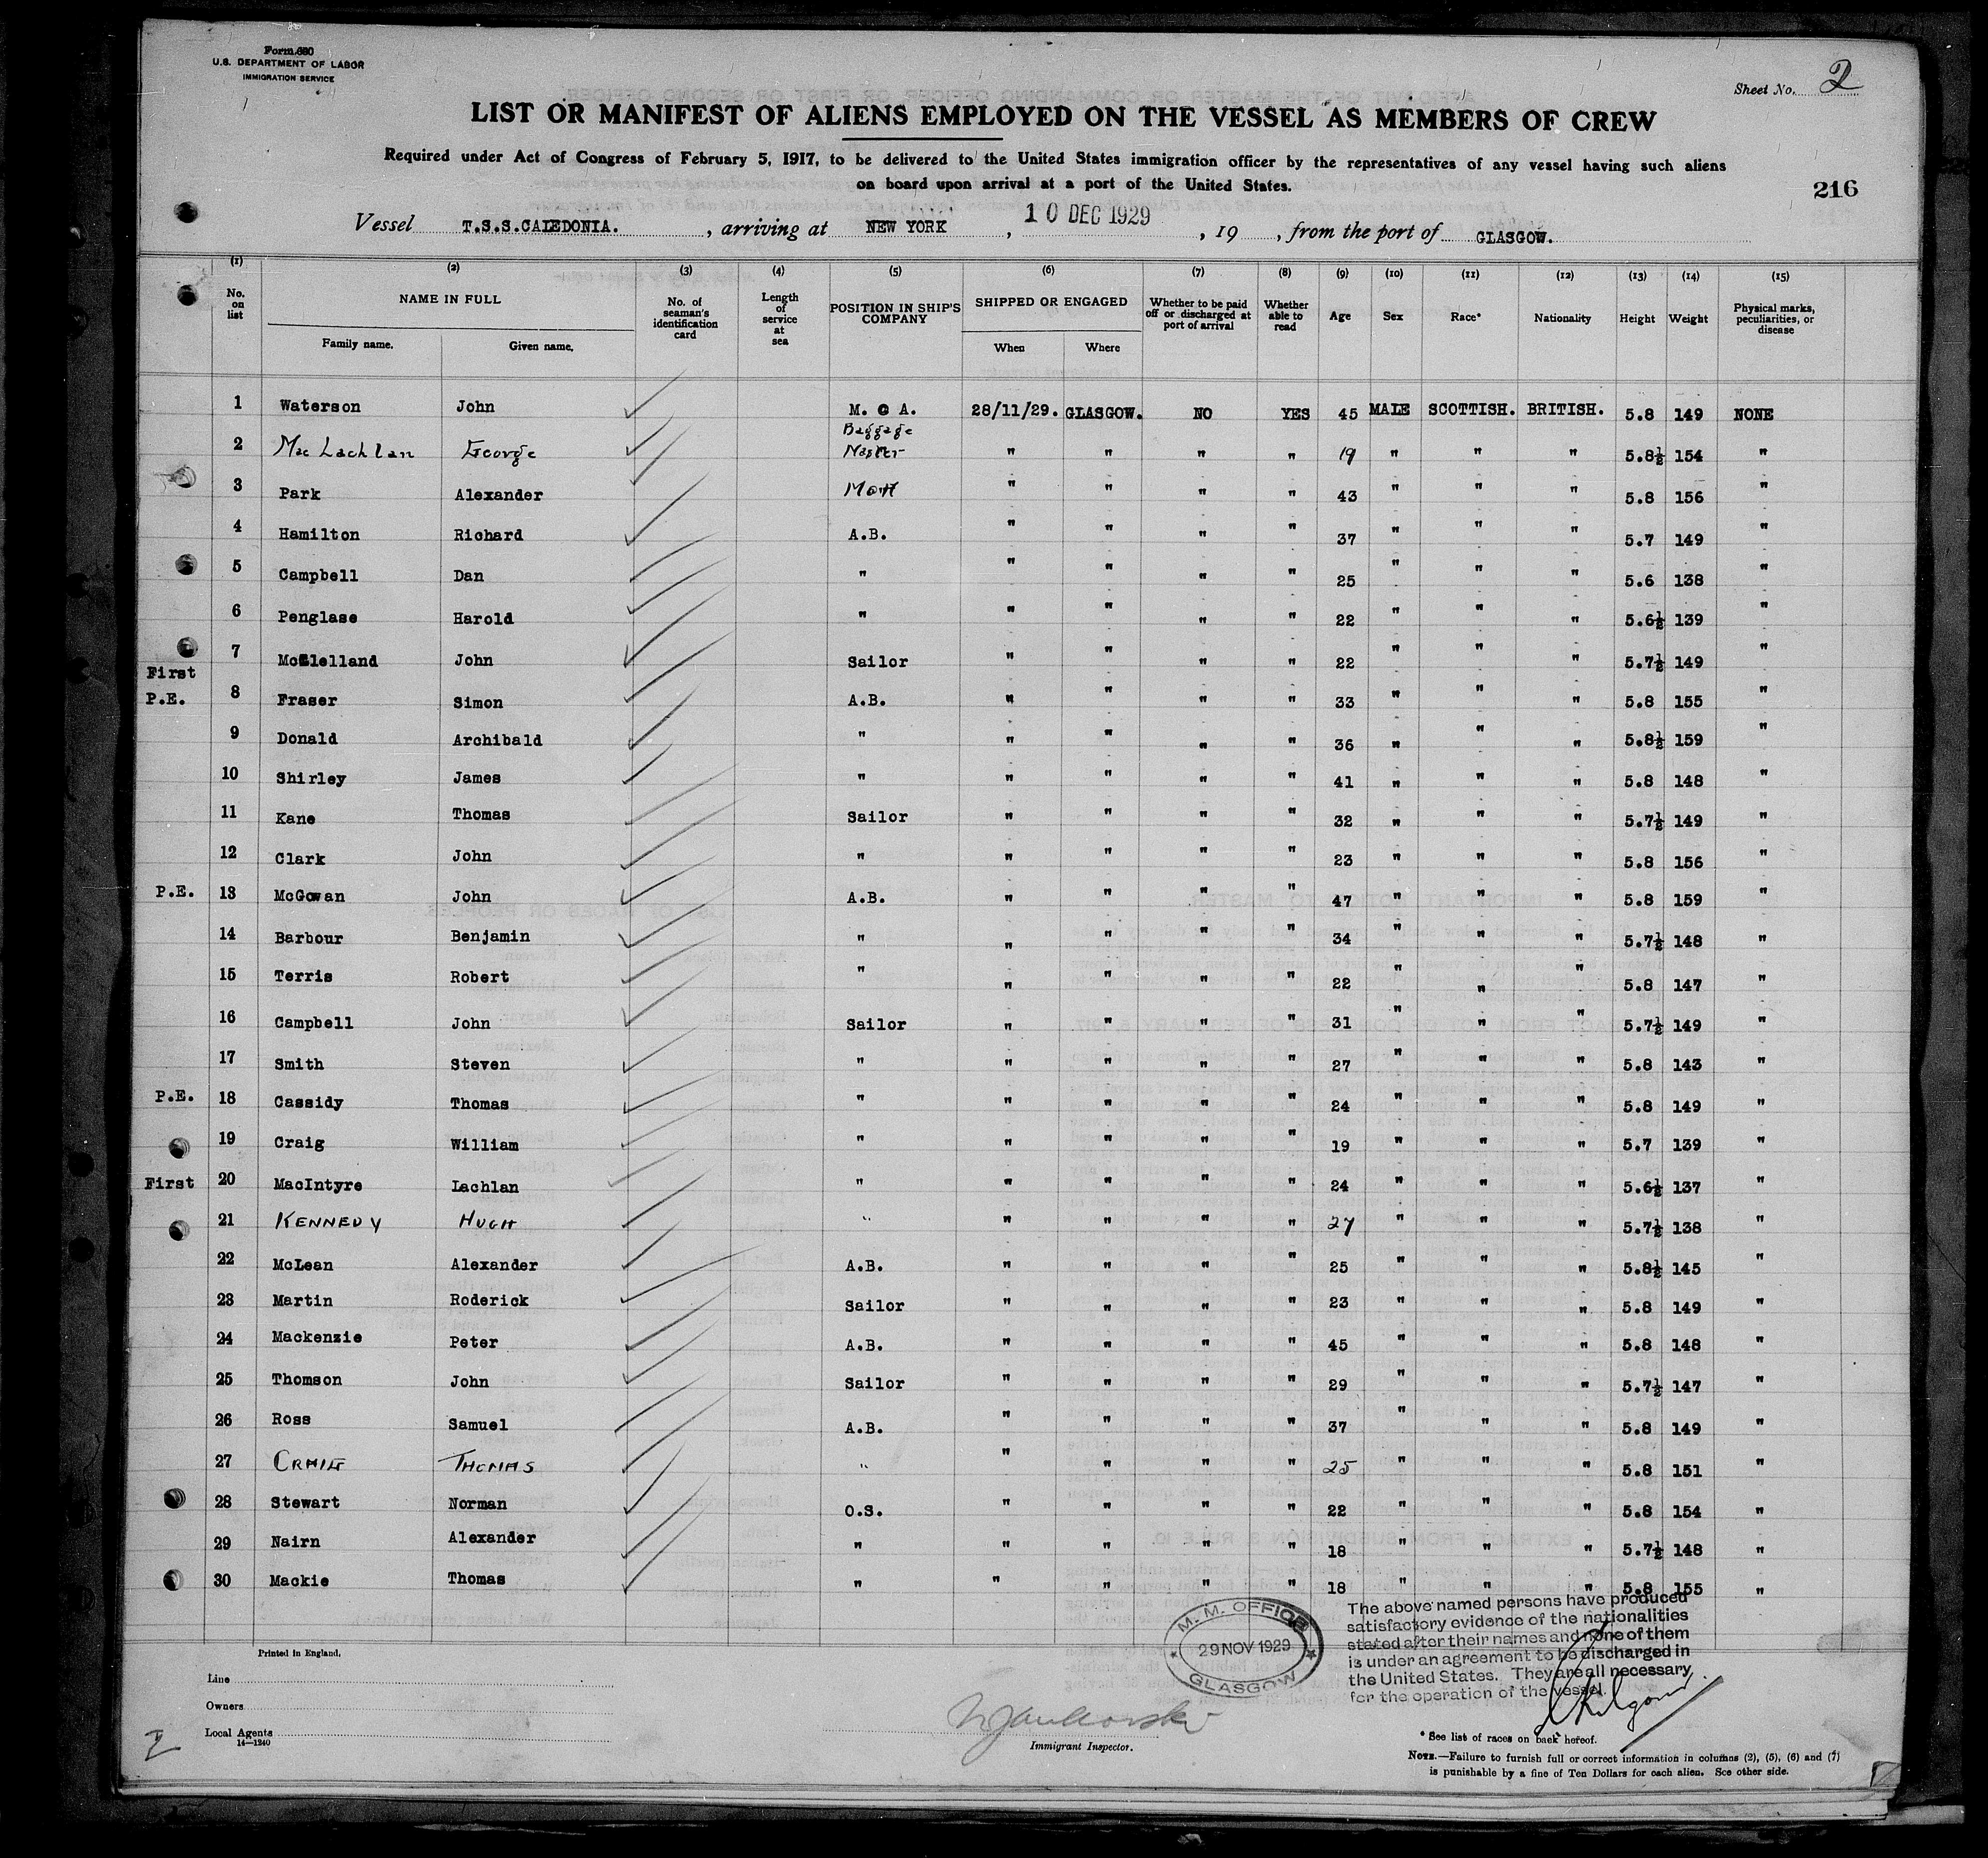 Form 680
U.S. DEPARTMENT OF LABOR
IMMIGRATION SERVICE
Sheet No. 2
LIST OR MANIFEST OF ALIENS EMPLOYED ON THE VESSEL AS MEMBERS OF CREW
Required under Act of Congress of February 5, 1917, to be delivered to the United States immigration officer by the representatives of any vessel having such aliens
on board upon arrival at a port of the United States.
216
Vessel T.S.S.CALEDONIA. , arriving at NEW YORK , 10 DEC 1929 , 19 , from the port of GLASGOW.
(1) (2) (3) (4) (5) (6) (7) (8) (9) (10) (11) (12) (13) (14) (15)
No. on list NAME IN FULL Family name. Given name. No. of seaman's identification card Length of service at sea POSITION IN SHIP'S COMPANY SHIPPED OR ENGAGED When Where Whether to be paid off or discharged at port of arrival Whether able to read Age Sex Race* Nationality Height Weight Physical marks, peculiarities, or disease
1 Waterson John M. @ A. 28/11/29. GLASGOW. NO YES 45 MALE SCOTTISH. BRITISH. 5.8 149 NONE
2 MacLachlan George Baggage Master " " " " 19 " " " 5.8½ 154 "
3 Park Alexander " " " " 43 " " " 5.8 156 "
4 Hamilton Richard A.B. " " " " 37 " " " 5.7 149 "
5 Campbell Dan " " " " " 25 " " " 5.6 138 "
6 Penglase Harold " " " " " 22 " " " 5.6½ 139 "
First 7 McClelland John Sailor " " " " 22 " " " 5.7½ 149 "
P.E. 8 Fraser Simon A.B. " " " " 33 " " " 5.8 155 "
9 Donald Archibald " " " " " 36 " " " 5.8½ 159 "
10 Shirley James " " " " " 41 " " " 5.8 148 "
11 Kane Thomas Sailor " " " " 32 " " " 5.7½ 149 "
12 Clark John " " " " " 23 " " " 5.8 156 "
P.E. 13 McGowan John A.B. " " " " 47 " " " 5.8 159 "
14 Barbour Benjamin " " " " " 34 " " " 5.7½ 148 "
15 Terris Robert " " " " " 22 " " " 5.8 147 "
16 Campbell John Sailor " " " " 31 " " " 5.7½ 149 "
17 Smith Steven " " " " " 27 " " " 5.8 143 "
P.E. 18 Cassidy Thomas " " " " " 24 " " " 5.8 149 "
19 Craig William " " " " " 19 " " " 5.7 139 "
First 20 MacIntyre Lachlan " " " " " 24 " " " 5.6½ 137 "
21 KENNEDY HUGH " " " " " 27 " " " 5.7½ 138 "
22 McLean Alexander A.B. " " " " 25 " " " 5.8½ 145 "
23 Martin Roderick Sailor " " " " 23 " " " 5.8 149 "
24 Mackenzie Peter A.B. " " " " 45 " " " 5.8 148 "
25 Thomson John Sailor " " " " 29 " " " 5.7½ 147 "
26 Ross Samuel A.B. " " " " 37 " " " 5.8 149 "
27 CRAIG THOMAS " " " " " 25 " " " 5.8 151 "
28 Stewart Norman O.S. " " " " 22 " " " 5.8 154 "
29 Nairn Alexander " " " " " 18 " " " 5.7½ 148 "
30 Mackie Thomas " " " " " 18 " " " 5.8 155 "
M. M. OFFICE
29 NOV 1929
GLASGOW
The above named persons have produced
satisfactory evidence of the nationalities
stated after their names and none of them
is under an agreement to be discharged in
the United States. They are all necessary
for the operation of the vessel.
Printed in England.
Line
Owners
Local Agents
14—1240
Immigrant Inspector.
* See list of races on back hereof.
NOTE.—Failure to furnish full or correct information in columns (2), (5), (6) and (7)
is punishable by a fine of Ten Dollars for each alien. See other side.